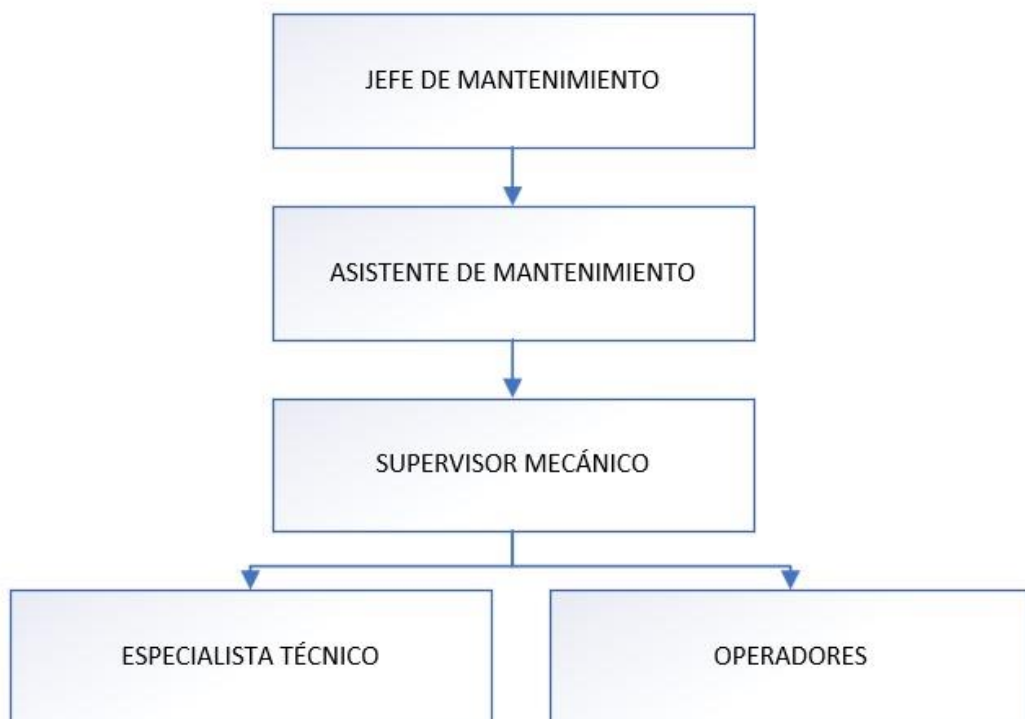 JEFE DE MANTENIMIENTO
ASISTENTE DE MANTENIMIENTO
SUPERVISOR MECÁNICO
ESPECIALISTA TÉCNICO
OPERADORES